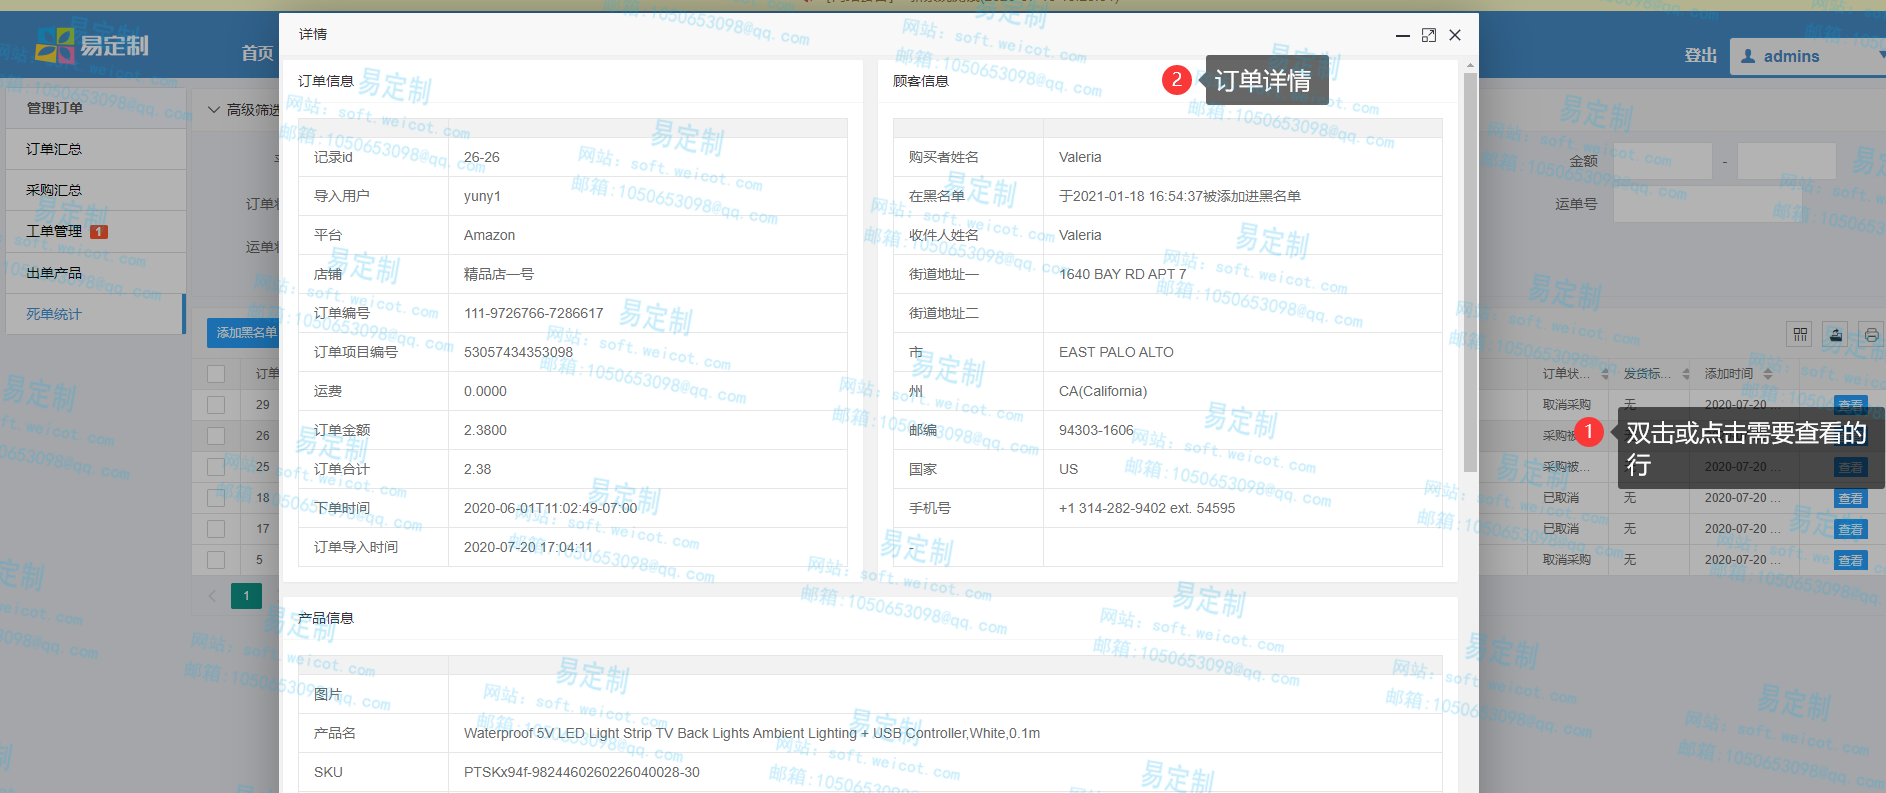 易定制
首页
登出
admins
管理订单
订单汇总
采购汇总
工单管理 1
出单产品
死单统计
高级筛选
添加黑名单
订单
29
26
25
18
17
5
1
详情
订单信息
记录id 26-26
导入用户 yuny1
平台 Amazon
店铺 精品店一号
订单编号 111-9726766-7286617
订单项目编号 53057434353098
运费 0.0000
订单金额 2.3800
订单合计 2.38
下单时间 2020-06-01T11:02:49-07:00
订单导入时间 2020-07-20 17:04:11
顾客信息
2 订单详情
购买者姓名 Valeria
在黑名单 于2021-01-18 16:54:37被添加进黑名单
收件人姓名 Valeria
街道地址一 1640 BAY RD APT 7
街道地址二
市 EAST PALO ALTO
州 CA(California)
邮编 94303-1606
国家 US
手机号 +1 314-282-9402 ext. 54595
-
产品信息
图片
产品名 Waterproof 5V LED Light Strip TV Back Lights Ambient Lighting + USB Controller,White,0.1m
SKU PTSKx94f-9824460260226040028-30
金额 -
运单号
订单状... 发货标... 添加时间
取消采购 无 2020-07-20 ... 查看
采购被
1 双击或点击需要查看的
行
采购被... 2020-07-20 ... 查看
已取消 无 2020-07-20 ... 查看
已取消 无 2020-07-20 ... 查看
取消采购 无 2020-07-20 ... 查看
易定制
网站: soft.weicot.com
邮箱:1050653098@qq.com